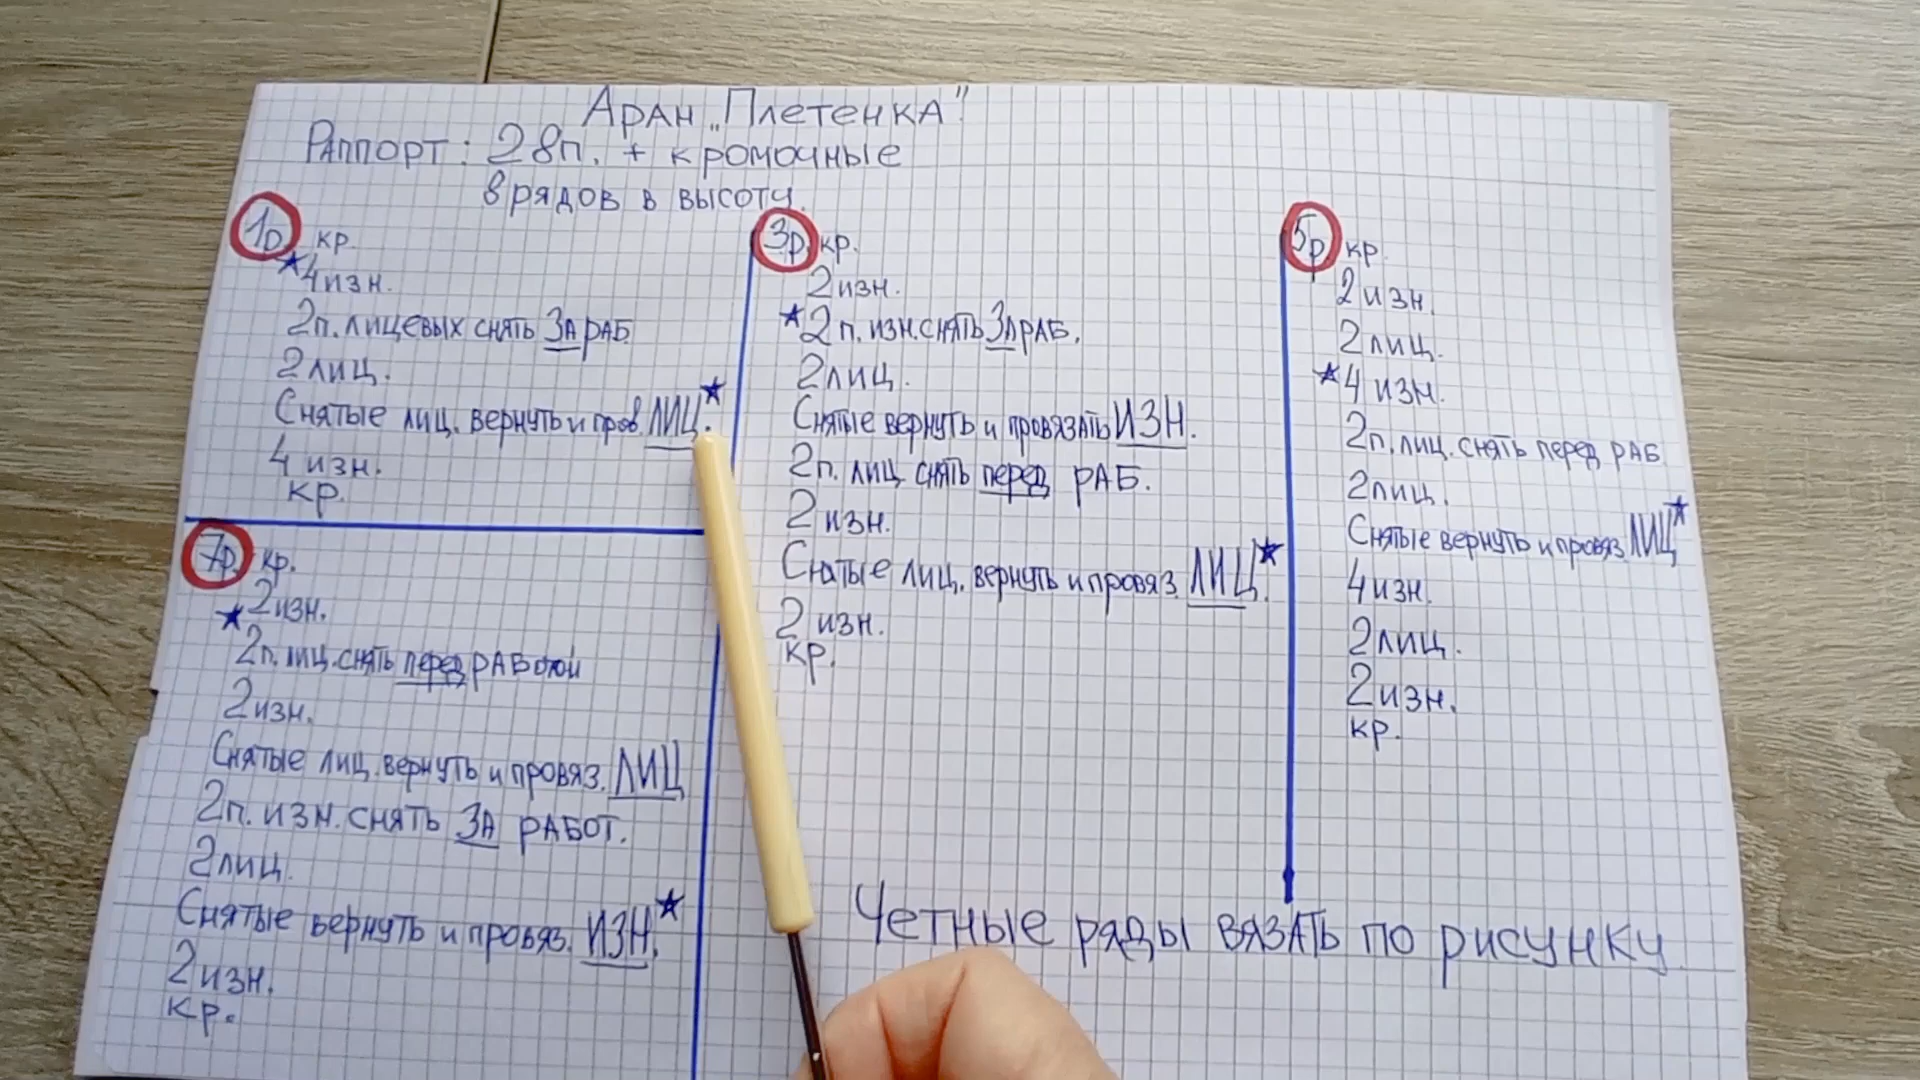 Аран „Плетенка"
Раппорт: 28п. + кромочные
8 рядов в высоту.
1р. кр.
*4 изн.
2п. лицевых снять ЗА РАБ.
2 лиц.
Снятые лиц. вернуть и пров. ЛИЦ.*
4 изн.
кр.
3р. кр.
2 изн.
*2 п. изн. снять ЗА РАБ.
2 лиц.
Снятые вернуть и провязать ИЗН.
2п. лиц снять перед РАБ.
2 изн.
Снятые лиц. вернуть и провяз. ЛИЦ.*
2 изн.
кр.
5р. кр.
2 изн.
2 лиц.
*4 изн.
2п. лиц. снять перед РАБ
2 лиц.
Снятые вернуть и провяз. ЛИЦ*
4 изн.
2 лиц.
2 изн.
кр.
7р. кр.
2 изн.
*2п. лиц. снять перед РАБотой
2 изн.
Снятые лиц. вернуть и провяз. ЛИЦ
2п. изн. снять ЗА РАБОТ.
2 лиц.
Снятые вернуть и провяз. ИЗН.*
2 изн.
кр.
Четные ряды вязать по рисунку.